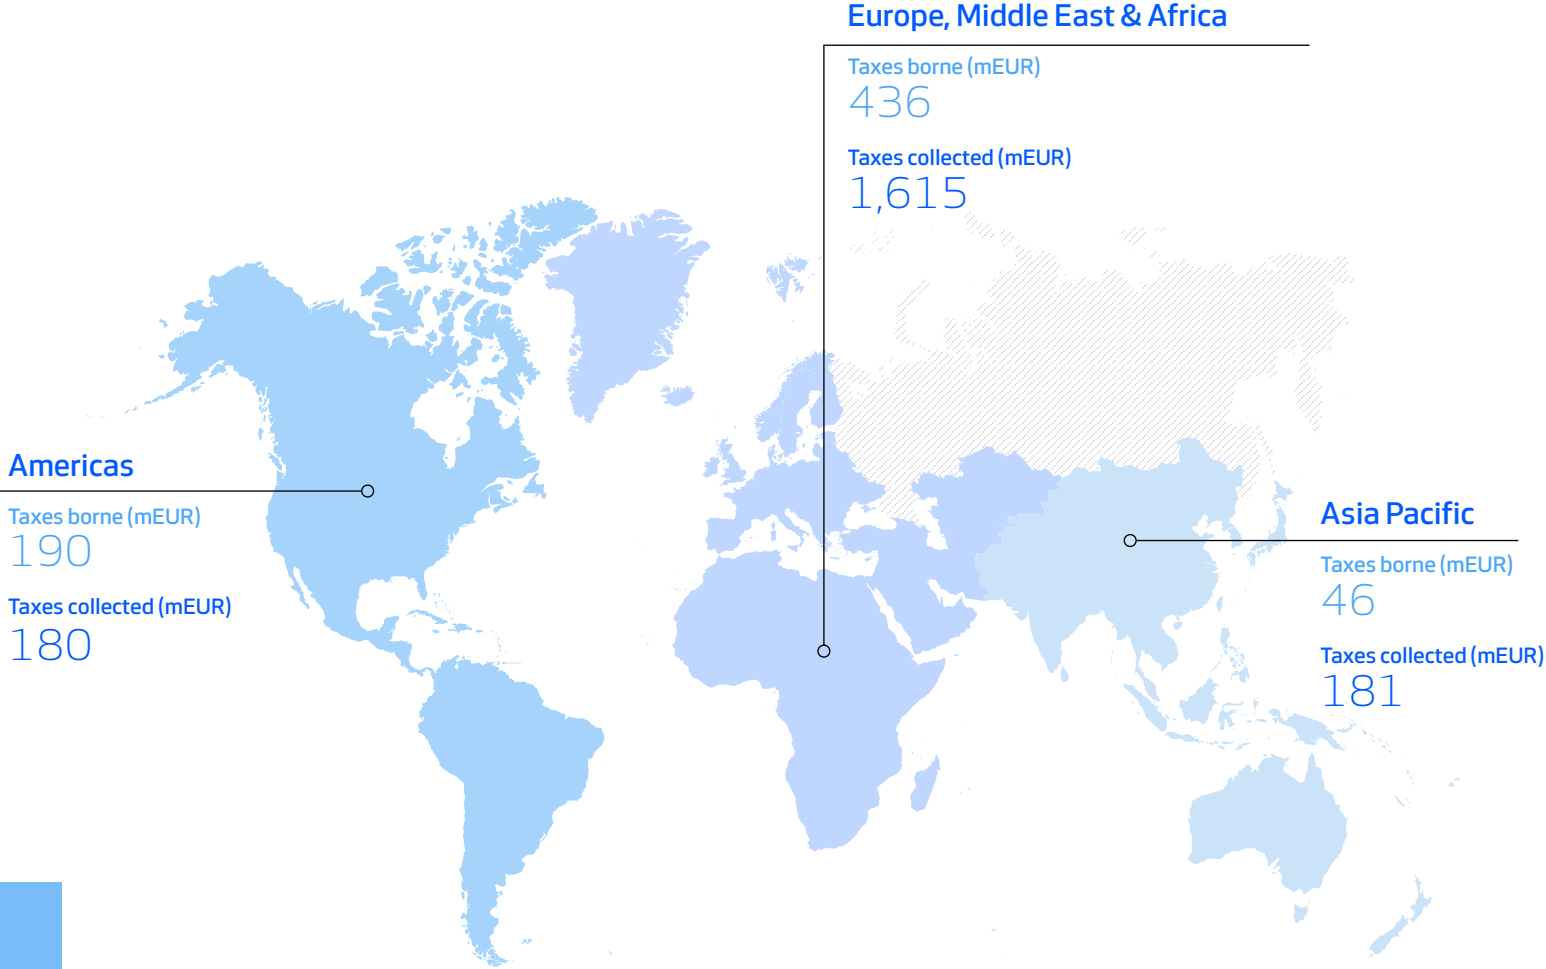 Europe, Middle East & Africa
Taxes borne (mEUR)
436
Taxes collected (mEUR)
1,615
Americas
Taxes borne (mEUR)
190
Taxes collected (mEUR)
180
Asia Pacific
Taxes borne (mEUR)
46
Taxes collected (mEUR)
181